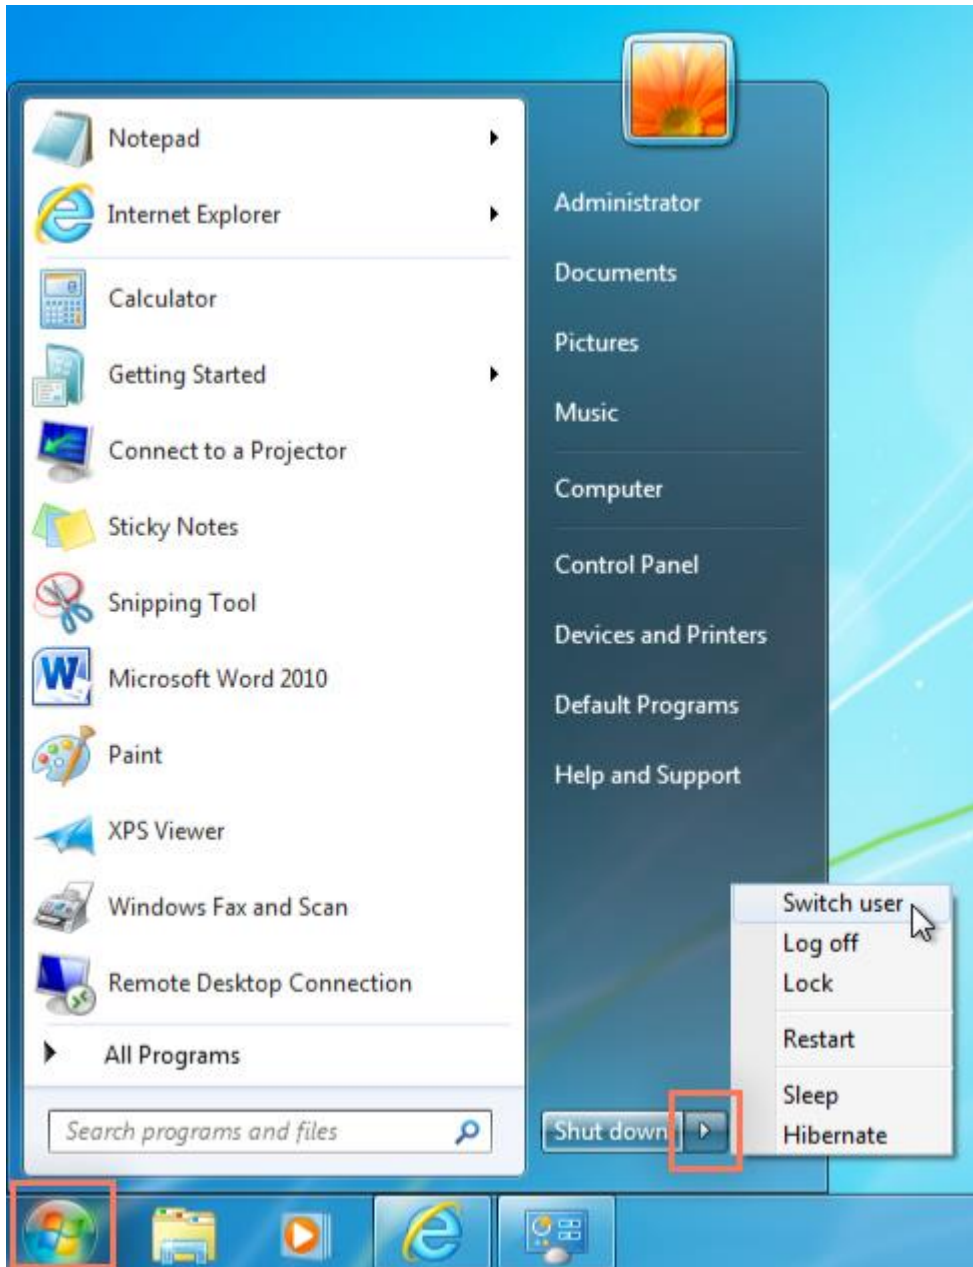 Notepad
Internet Explorer
Calculator
Getting Started
Connect to a Projector
Sticky Notes
Snipping Tool
Microsoft Word 2010
Paint
XPS Viewer
Windows Fax and Scan
Remote Desktop Connection
All Programs
Search programs and files
Administrator
Documents
Pictures
Music
Computer
Control Panel
Devices and Printers
Default Programs
Help and Support
Shut down
Switch user
Log off
Lock
Restart
Sleep
Hibernate